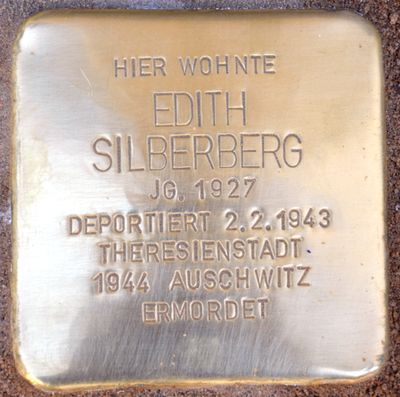 HIER WOHNTE
EDITH
SILBERBERG
JG. 1927
DEPORTIERT 2.2.1943
THERESIENSTADT
1944 AUSCHWITZ
ERMORDET